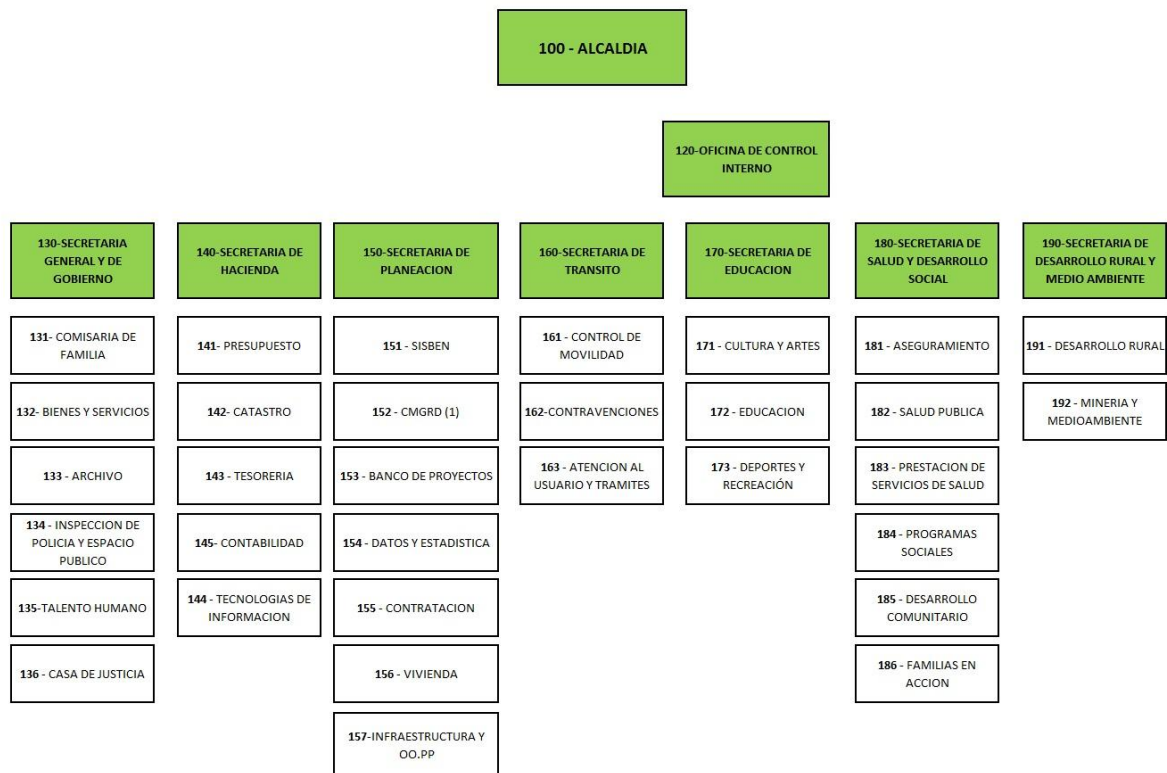 100 - ALCALDIA
120-OFICINA DE CONTROL
INTERNO
130-SECRETARIA
GENERAL Y DE
GOBIERNO
131- COMISARIA DE
FAMILIA
132- BIENES Y SERVICIOS
133 - ARCHIVO
134 - INSPECCION DE
POLICIA Y ESPACIO
PUBLICO
135-TALENTO HUMANO
136 - CASA DE JUSTICIA
140-SECRETARIA DE
HACIENDA
141- PRESUPUESTO
142- CATASTRO
143 - TESORERIA
145- CONTABILIDAD
144 - TECNOLOGIAS DE
INFORMACION
150-SECRETARIA DE
PLANEACION
151 - SISBEN
152 - CMGRD (1)
153 - BANCO DE PROYECTOS
154 - DATOS Y ESTADISTICA
155 - CONTRATACION
156 - VIVIENDA
157-INFRAESTRUCTURA Y
OO.PP
160-SECRETARIA DE
TRANSITO
161 - CONTROL DE
MOVILIDAD
162-CONTRAVENCIONES
163 - ATENCION AL
USUARIO Y TRAMITES
170-SECRETARIA DE
EDUCACION
171 - CULTURA Y ARTES
172 - EDUCACION
173 - DEPORTES Y
RECREACIÓN
180-SECRETARIA DE
SALUD Y DESARROLLO
SOCIAL
181 - ASEGURAMIENTO
182 - SALUD PUBLICA
183 - PRESTACION DE
SERVICIOS DE SALUD
184 - PROGRAMAS
SOCIALES
185 - DESARROLLO
COMUNITARIO
186 - FAMILIAS EN
ACCION
190-SECRETARIA DE
DESARROLLO RURAL Y
MEDIO AMBIENTE
191 - DESARROLLO RURAL
192 - MINERIA Y
MEDIOAMBIENTE